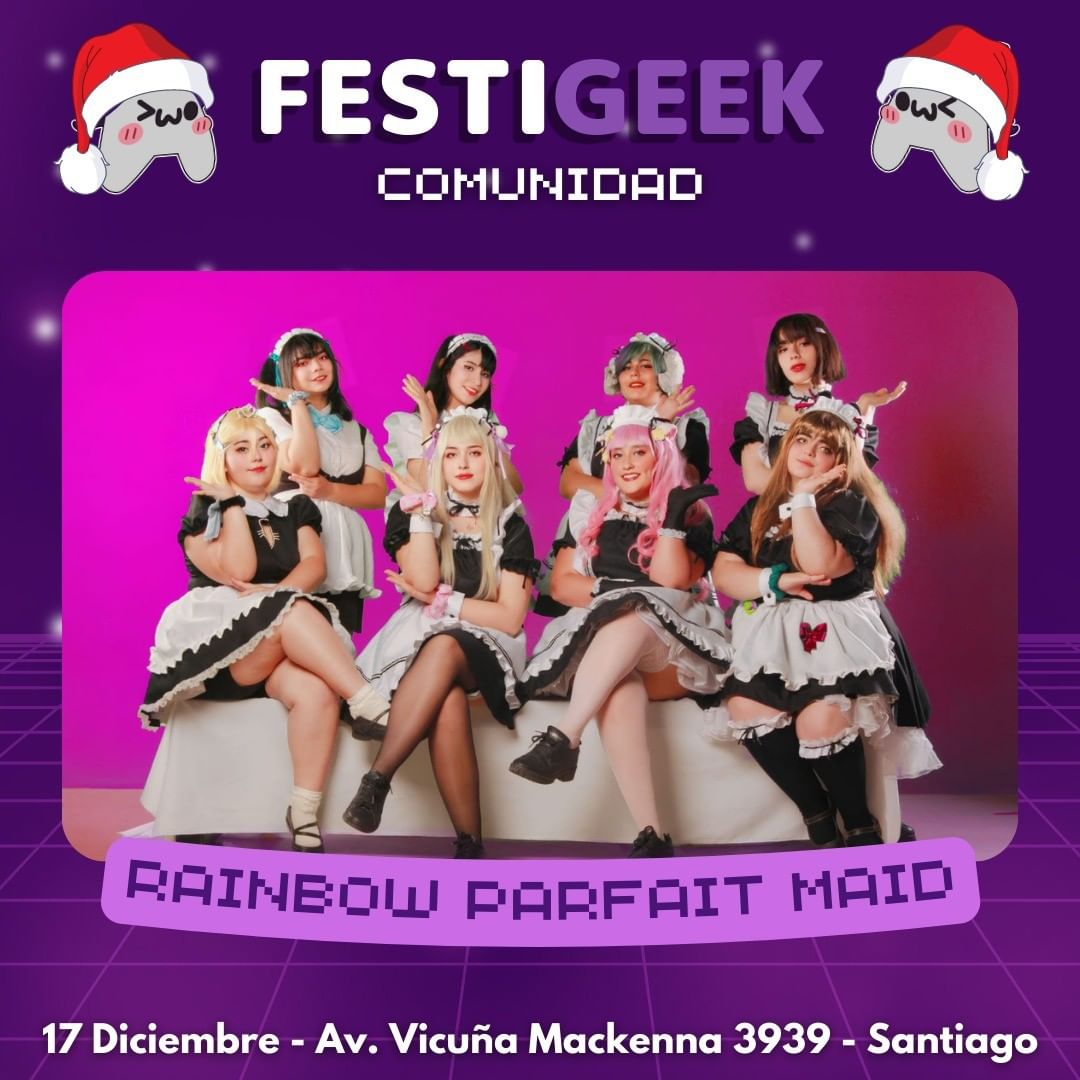 FESTIGEEK
COMUNIDAD
RAINBOW PARFAIT MAID
17 Diciembre - Av. Vicuña Mackenna 3939 - Santiago